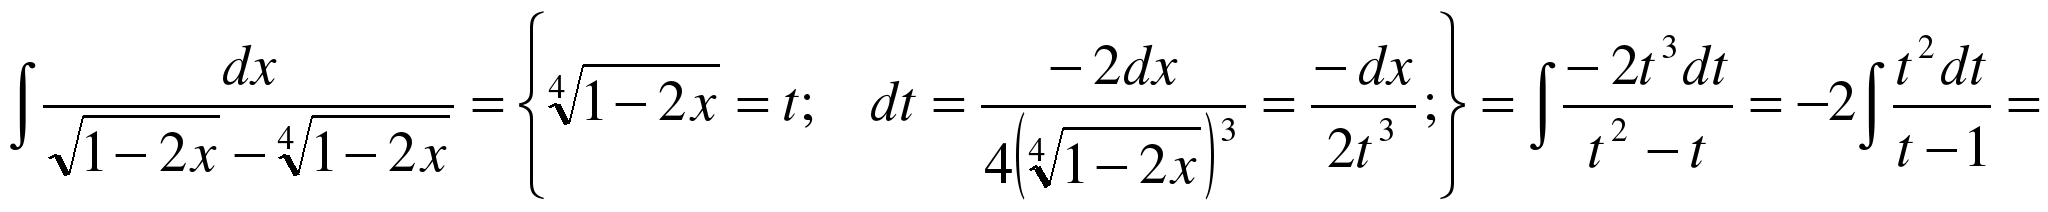 ∫ dx / (√(1 − 2x) − ∜(1 − 2x)) = { ∜(1 − 2x) = t; dt = −2dx / (4(∜(1 − 2x))³) = −dx / (2t³); } = ∫ −2t³dt / (t² − t) = −2∫ t²dt / (t − 1) =